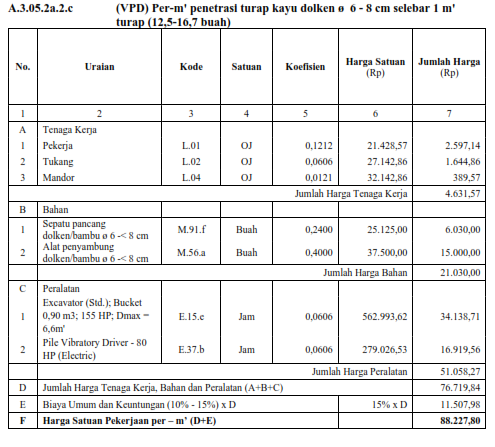 A.3.05.2a.2.c (VPD) Per-m' penetrasi turap kayu dolken ø 6 - 8 cm selebar 1 m'
turap (12,5-16,7 buah)
No. Uraian Kode Satuan Koefisien Harga Satuan (Rp) Jumlah Harga (Rp)
1 2 3 4 5 6 7
A Tenaga Kerja
1 Pekerja L.01 OJ 0,1212 21.428,57 2.597,14
2 Tukang L.02 OJ 0,0606 27.142,86 1.644,86
3 Mandor L.04 OJ 0,0121 32.142,86 389,57
Jumlah Harga Tenaga Kerja 4.631,57
B Bahan
1 Sepatu pancang dolken/bambu ø 6 -< 8 cm M.91.f Buah 0,2400 25.125,00 6.030,00
2 Alat penyambung dolken/bambu ø 6 -< 8 cm M.56.a Buah 0,4000 37.500,00 15.000,00
Jumlah Harga Bahan 21.030,00
C Peralatan
1 Excavator (Std.); Bucket 0,90 m3; 155 HP; Dmax = 6,6m' E.15.e Jam 0,0606 562.993,62 34.138,71
2 Pile Vibratory Driver - 80 HP (Electric) E.37.b Jam 0,0606 279.026,53 16.919,56
Jumlah Harga Peralatan 51.058,27
D Jumlah Harga Tenaga Kerja, Bahan dan Peralatan (A+B+C) 76.719,84
E Biaya Umum dan Keuntungan (10% - 15%) x D 15% x D 11.507,98
F Harga Satuan Pekerjaan per – m' (D+E) 88.227,80